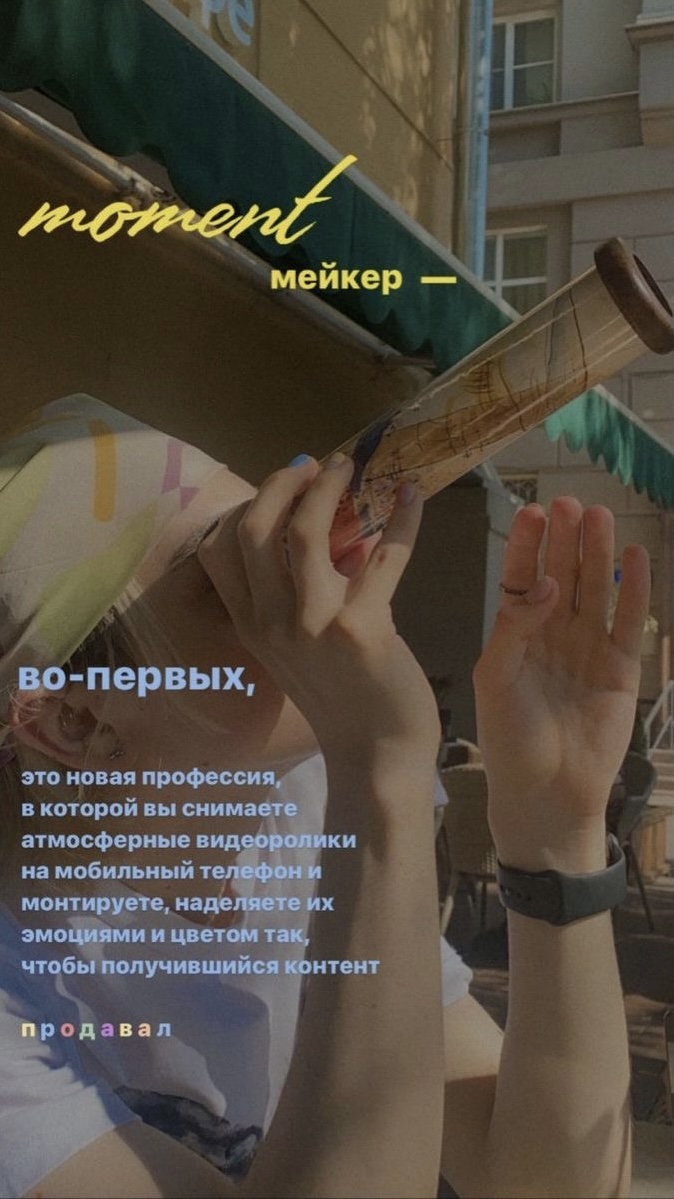 moment
мейкер —
во-первых,
это новая профессия,
в которой вы снимаете
атмосферные видеоролики
на мобильный телефон и
монтируете, наделяете их
эмоциями и цветом так,
чтобы получившийся контент
продавал